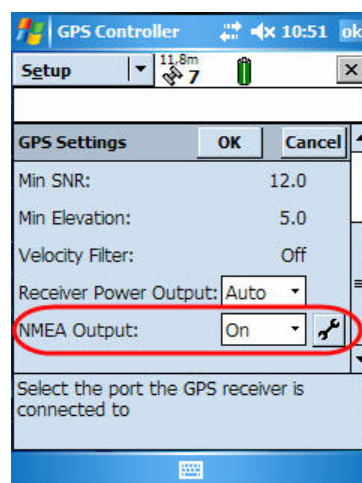 GPS Controller 10:51 ok
Setup 11.8m 7
GPS Settings OK Cancel
Min SNR: 12.0
Min Elevation: 5.0
Velocity Filter: Off
Receiver Power Output: Auto
NMEA Output: On
Select the port the GPS receiver is
connected to